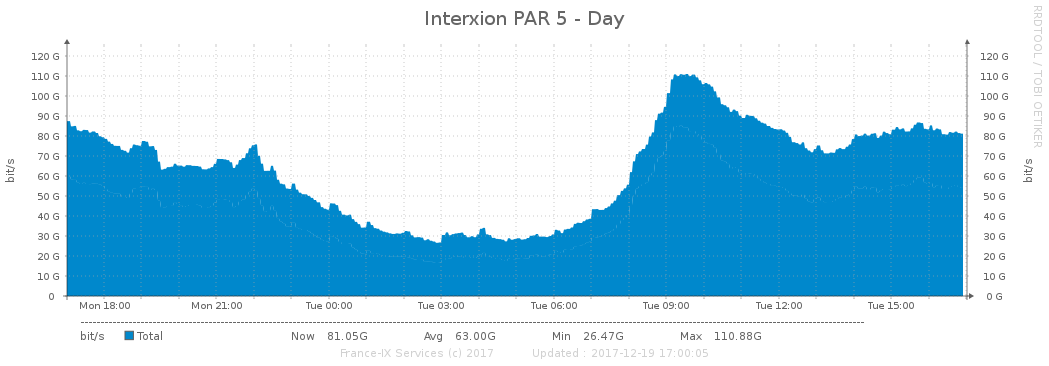 Interxion PAR 5 - Day
RRDTOOL / TOBI OETIKER
bit/s
120 G 120 G
110 G 110 G
100 G 100 G
90 G 90 G
80 G 80 G
70 G 70 G
60 G 60 G
50 G 50 G
40 G 40 G
30 G 30 G
20 G 20 G
10 G 10 G
0 0 G
bit/s
Mon 18:00 Mon 21:00 Tue 00:00 Tue 03:00 Tue 06:00 Tue 09:00 Tue 12:00 Tue 15:00
bit/s Total Now 81.05G Avg 63.00G Min 26.47G Max 110.88G
France-IX Services (c) 2017 Updated : 2017-12-19 17:00:05